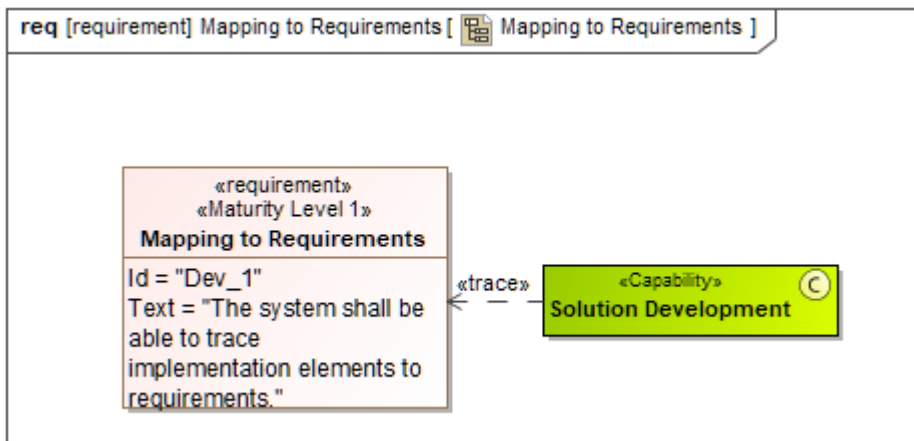 req [requirement] Mapping to Requirements [ Mapping to Requirements ]
«requirement»
«Maturity Level 1»
Mapping to Requirements
Id = "Dev_1"
Text = "The system shall be
able to trace
implementation elements to
requirements."
«trace»
«Capability»
C
Solution Development